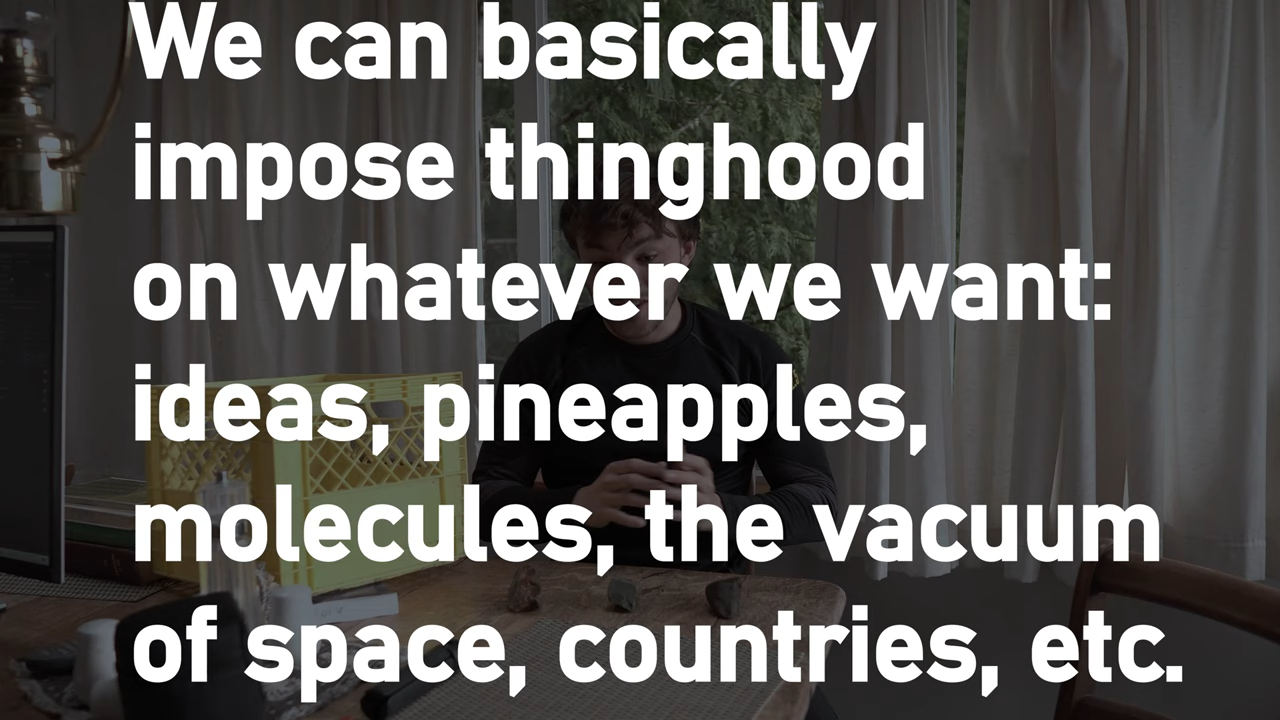 We can basically
impose thinghood
on whatever we want:
ideas, pineapples,
molecules, the vacuum
of space, countries, etc.